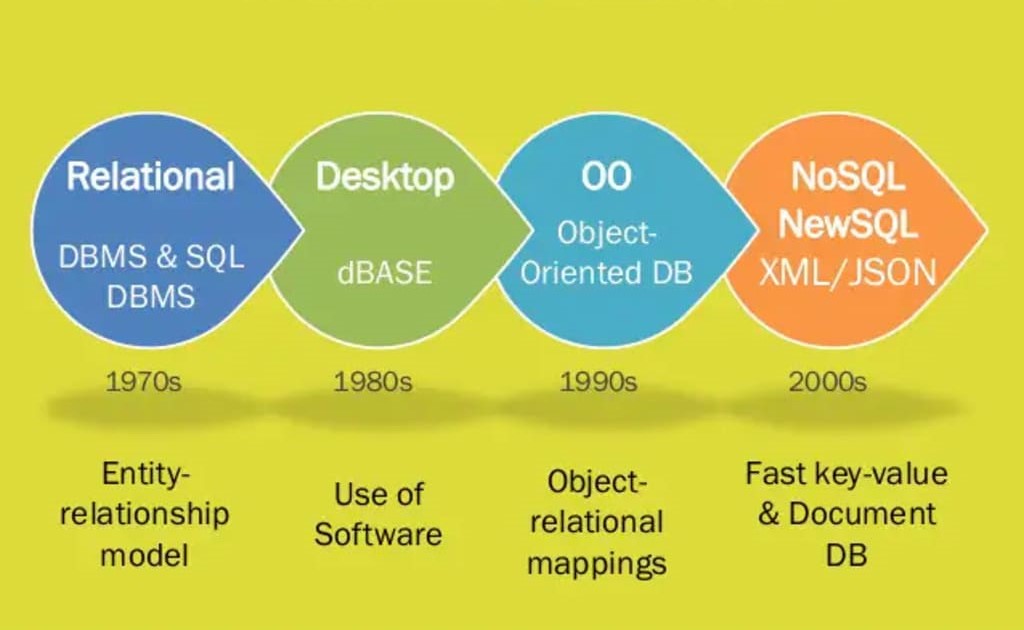 Relational
DBMS & SQL
DBMS
1970s
Entity-
relationship
model
Desktop
dBASE
1980s
Use of
Software
OO
Object-
Oriented DB
1990s
Object-
relational
mappings
NoSQL
NewSQL
XML/JSON
2000s
Fast key-value
& Document
DB